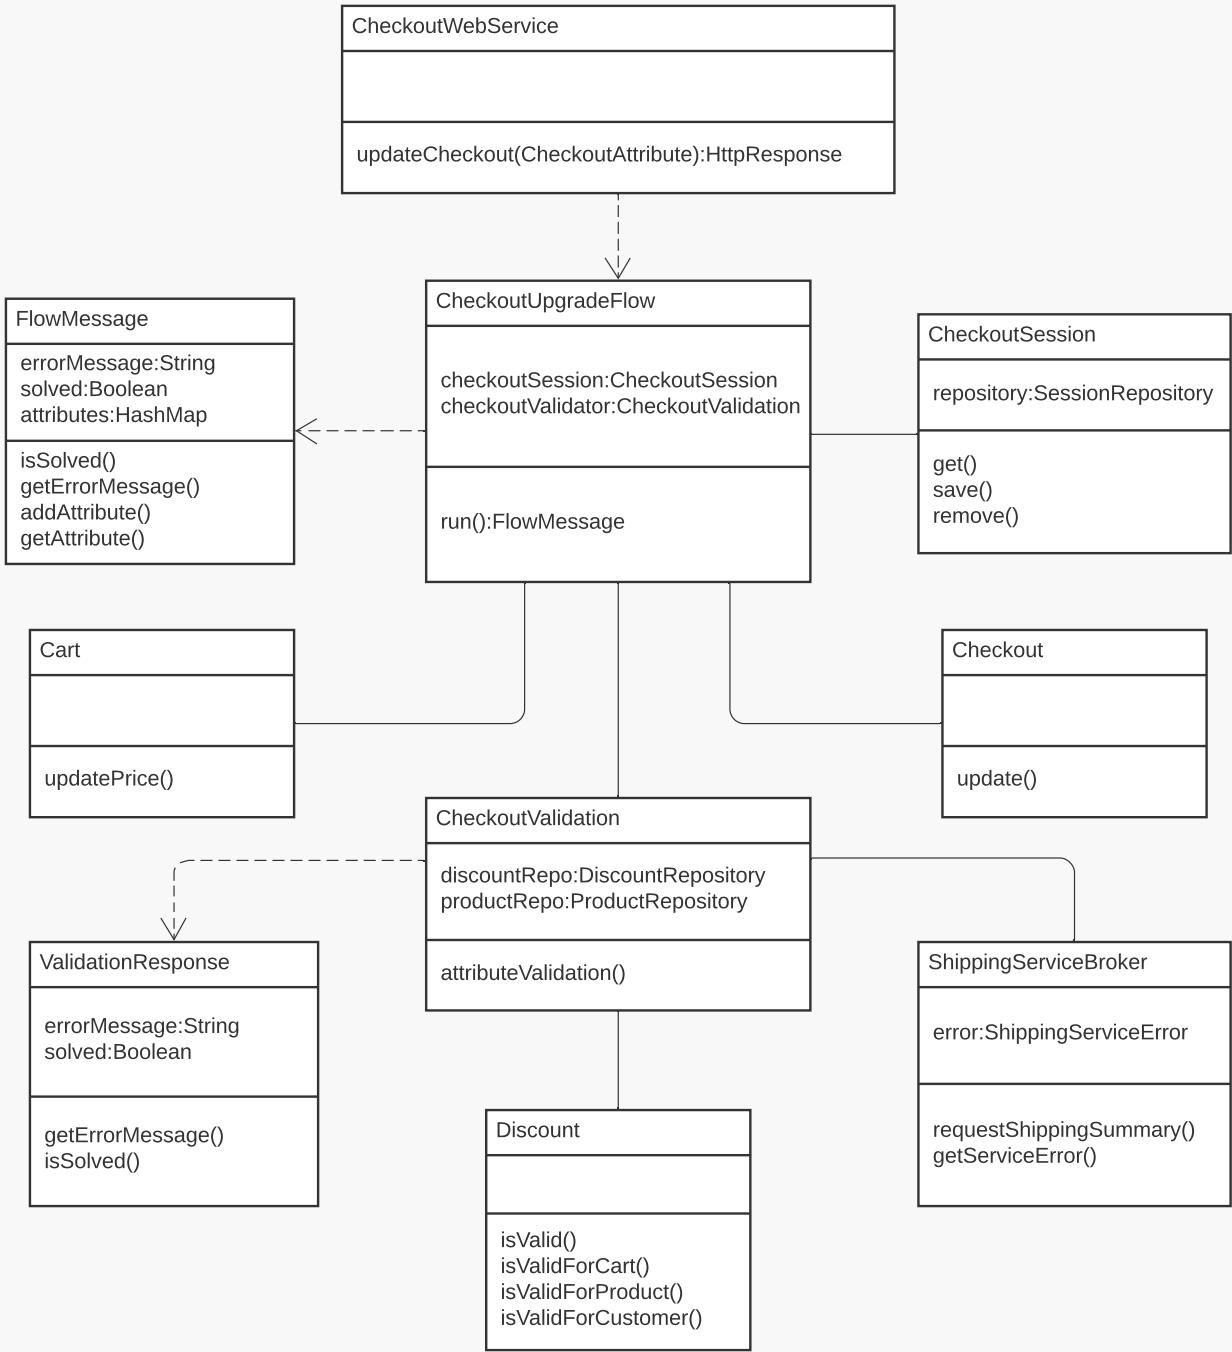 CheckoutWebService
updateCheckout(CheckoutAttribute):HttpResponse
FlowMessage
errorMessage:String
solved:Boolean
attributes:HashMap
isSolved()
getErrorMessage()
addAttribute()
getAttribute()
CheckoutUpgradeFlow
checkoutSession:CheckoutSession
checkoutValidator:CheckoutValidation
run():FlowMessage
CheckoutSession
repository:SessionRepository
get()
save()
remove()
Cart
updatePrice()
Checkout
update()
CheckoutValidation
discountRepo:DiscountRepository
productRepo:ProductRepository
attributeValidation()
ValidationResponse
errorMessage:String
solved:Boolean
getErrorMessage()
isSolved()
ShippingServiceBroker
error:ShippingServiceError
requestShippingSummary()
getServiceError()
Discount
isValid()
isValidForCart()
isValidForProduct()
isValidForCustomer()